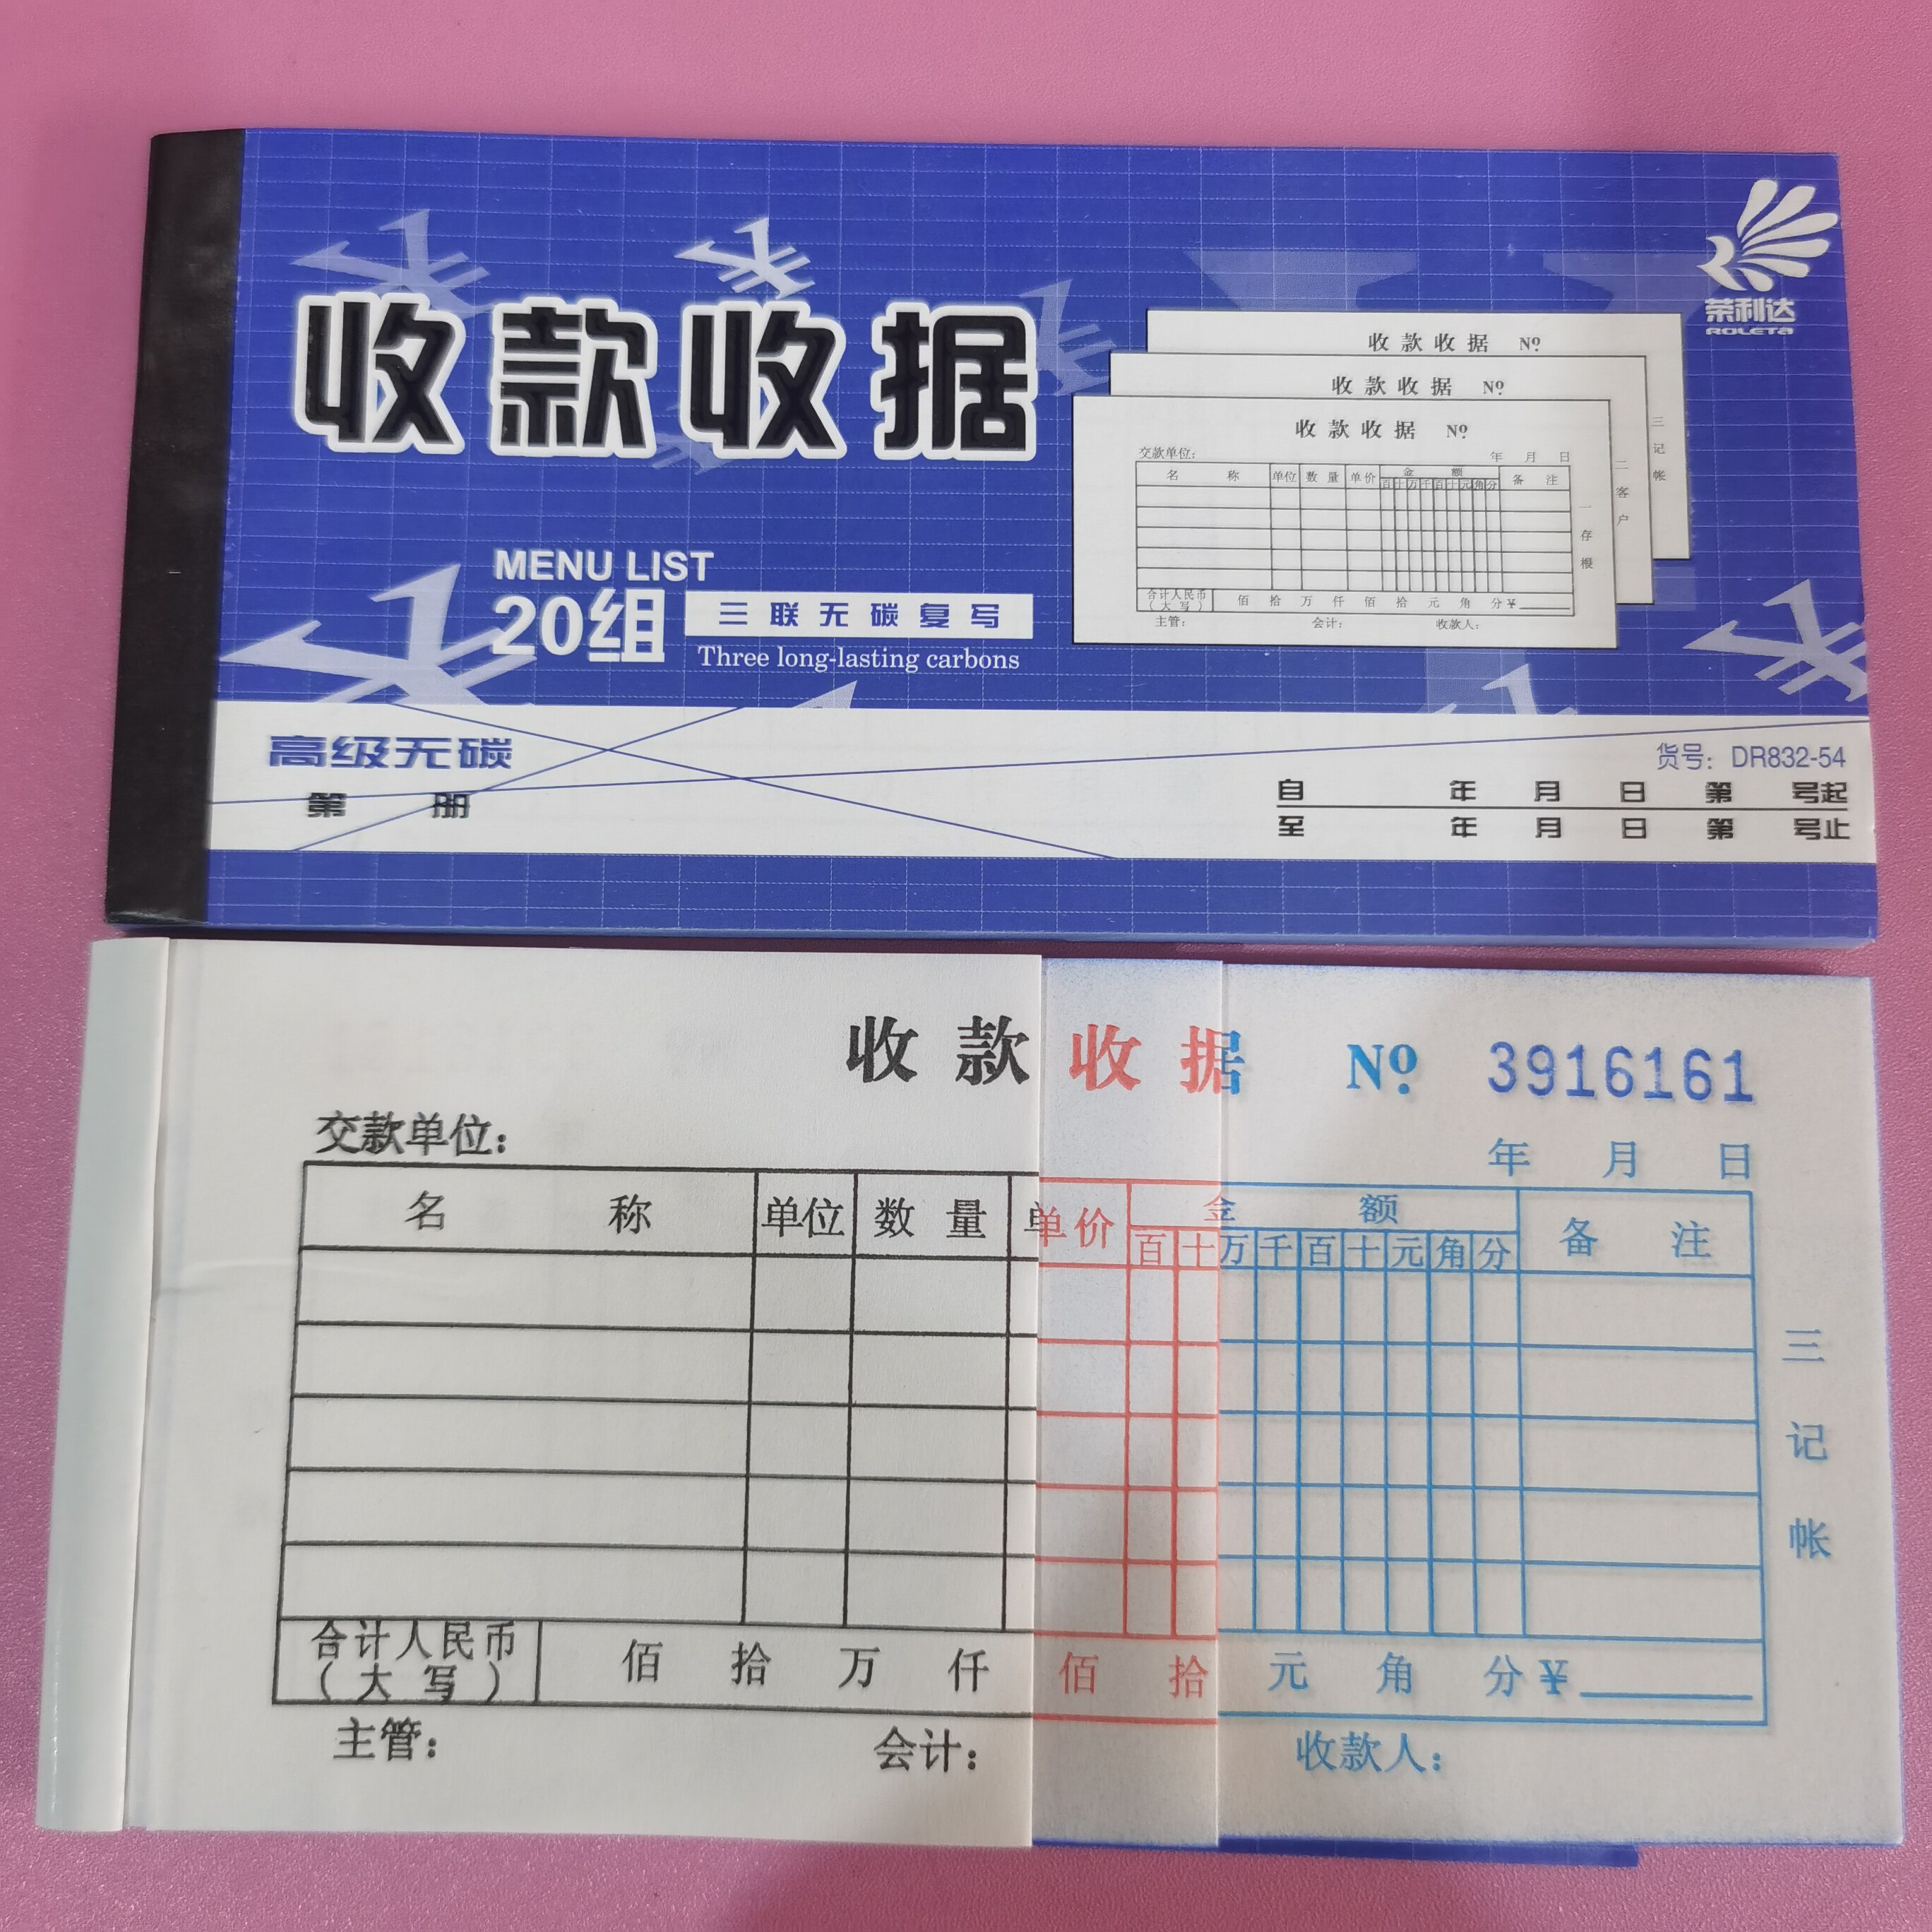 荣利达
ROLETA
收款收据
收款收据 Nº
收款收据 Nº
收款收据 Nº
交款单位: 年 月 日
名 称 单位 数量 单价 金 额 备 注
百十万千百十元角分
合计人民币
(大写) 佰 拾 万 仟 佰 拾 元 角 分¥
主管: 会计: 收款人:
一存根
二客户
三记帐
MENU LIST
20组 三联无碳复写
Three long-lasting carbons
高级无碳
货号: DR832-54
第 册
自 年 月 日 第 号起
至 年 月 日 第 号止
收款收据 Nº 3916161
交款单位:
年 月 日
名 称 单位 数量 单 单价 金 额 备 注
百十万千百十元角分
三记帐
合计人民币
(大写) 佰 拾 万 仟 佰 拾 元 角 分¥
主管: 会计: 收款人: